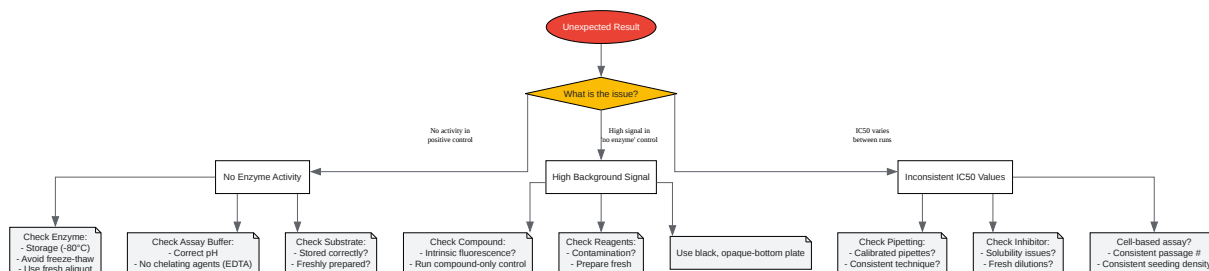 Unexpected Result
What is the issue?
No activity in
positive control
High signal in
'no enzyme' control
IC50 varies
between runs
No Enzyme Activity
High Background Signal
Inconsistent IC50 Values
Check Enzyme:
- Storage (-80°C)
- Avoid freeze-thaw
- Use fresh aliquot
Check Assay Buffer:
- Correct pH
- No chelating agents (EDTA)
Check Substrate:
- Stored correctly?
- Freshly prepared?
Check Compound:
- Intrinsic fluorescence?
- Run compound-only control
Check Reagents:
- Contamination?
- Prepare fresh
Use black, opaque-bottom plate
Check Pipetting:
- Calibrated pipettes?
- Consistent technique?
Check Inhibitor:
- Solubility issues?
- Fresh dilutions?
Cell-based assay?
- Consistent passage #
- Consistent seeding density